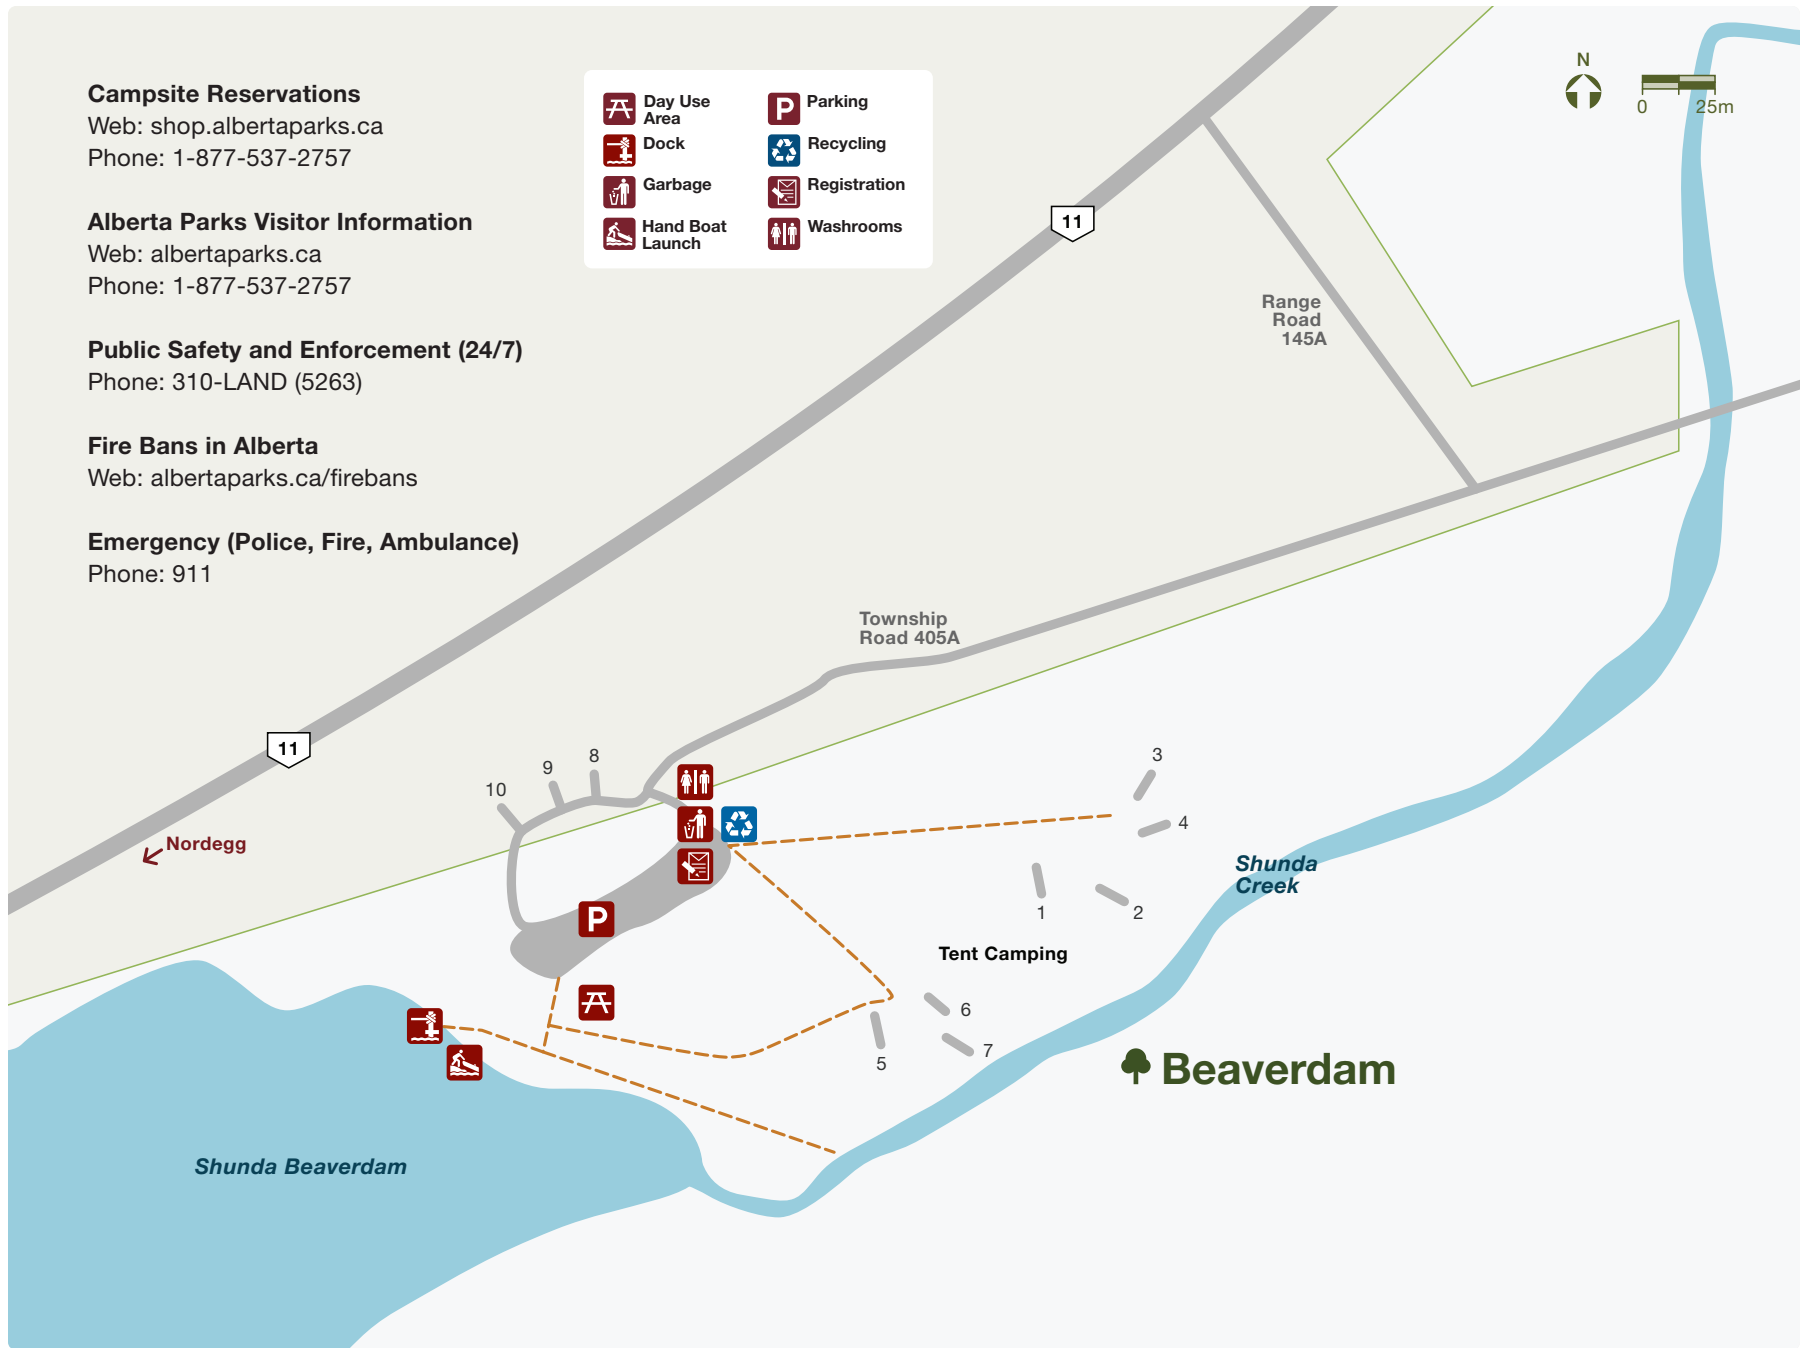 Campsite Reservations
Web: shop.albertaparks.ca
Phone: 1-877-537-2757
Alberta Parks Visitor Information
Web: albertaparks.ca
Phone: 1-877-537-2757
Public Safety and Enforcement (24/7)
Phone: 310-LAND (5263)
Fire Bans in Alberta
Web: albertaparks.ca/firebans
Emergency (Police, Fire, Ambulance)
Phone: 911
Day Use
Area
Dock
Garbage
Hand Boat
Launch
P
Parking
Recycling
Registration
Washrooms
N
0
25m
11
Range
Road
145A
Township
Road 405A
11
Nordegg
10
9
8
3
4
1
2
Shunda
Creek
P
Tent Camping
6
7
5
Beaverdam
Shunda Beaverdam